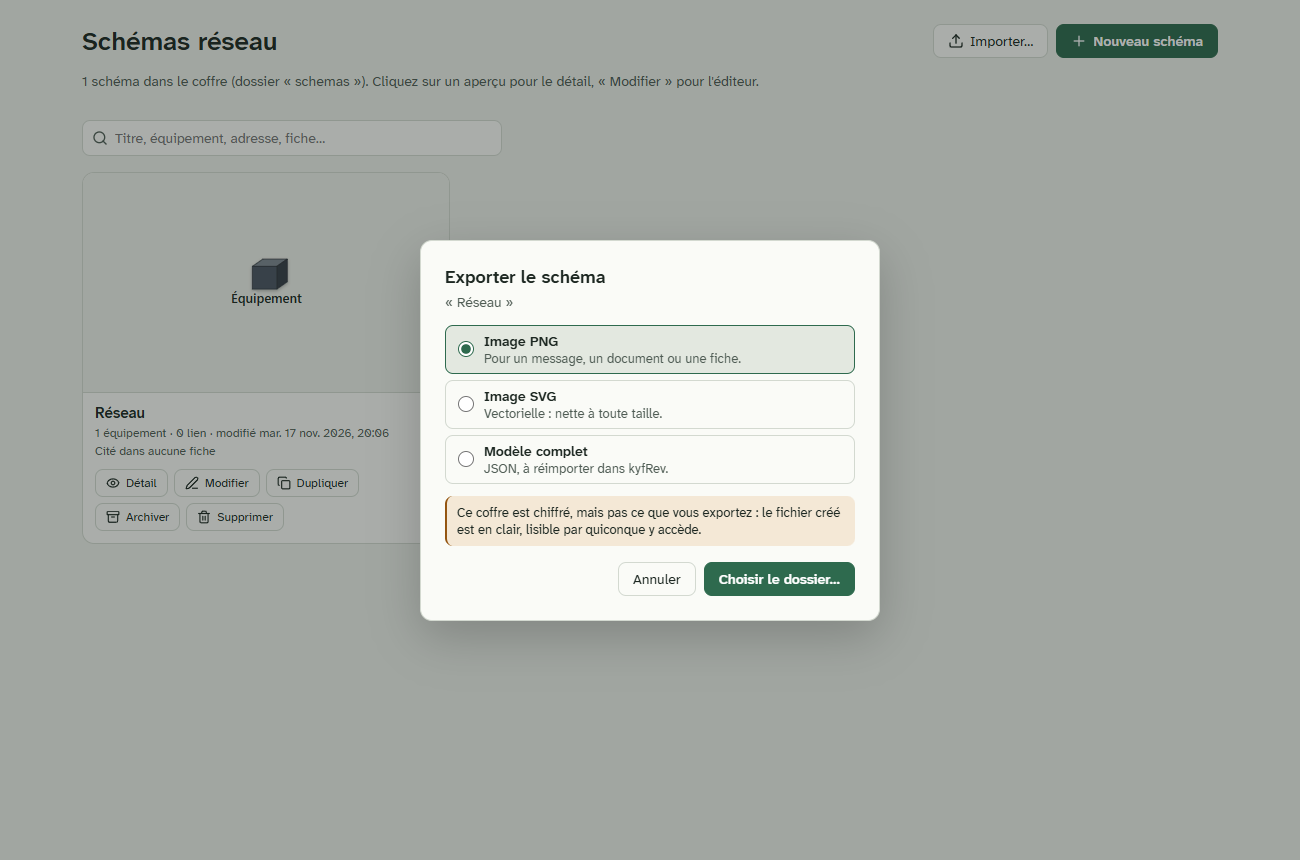 Schémas réseau
Importer...
Nouveau schéma
1 schéma dans le coffre (dossier « schemas »). Cliquez sur un aperçu pour le détail, « Modifier » pour l'éditeur.
Titre, équipement, adresse, fiche...
Équipement
Réseau
1 équipement · 0 lien · modifié mar. 17 nov. 2026, 20:06
Cité dans aucune fiche
Détail
Modifier
Dupliquer
Archiver
Supprimer
Exporter le schéma
« Réseau »
Image PNG
Pour un message, un document ou une fiche.
Image SVG
Vectorielle : nette à toute taille.
Modèle complet
JSON, à réimporter dans kyfRev.
Ce coffre est chiffré, mais pas ce que vous exportez : le fichier créé
est en clair, lisible par quiconque y accède.
Annuler
Choisir le dossier...